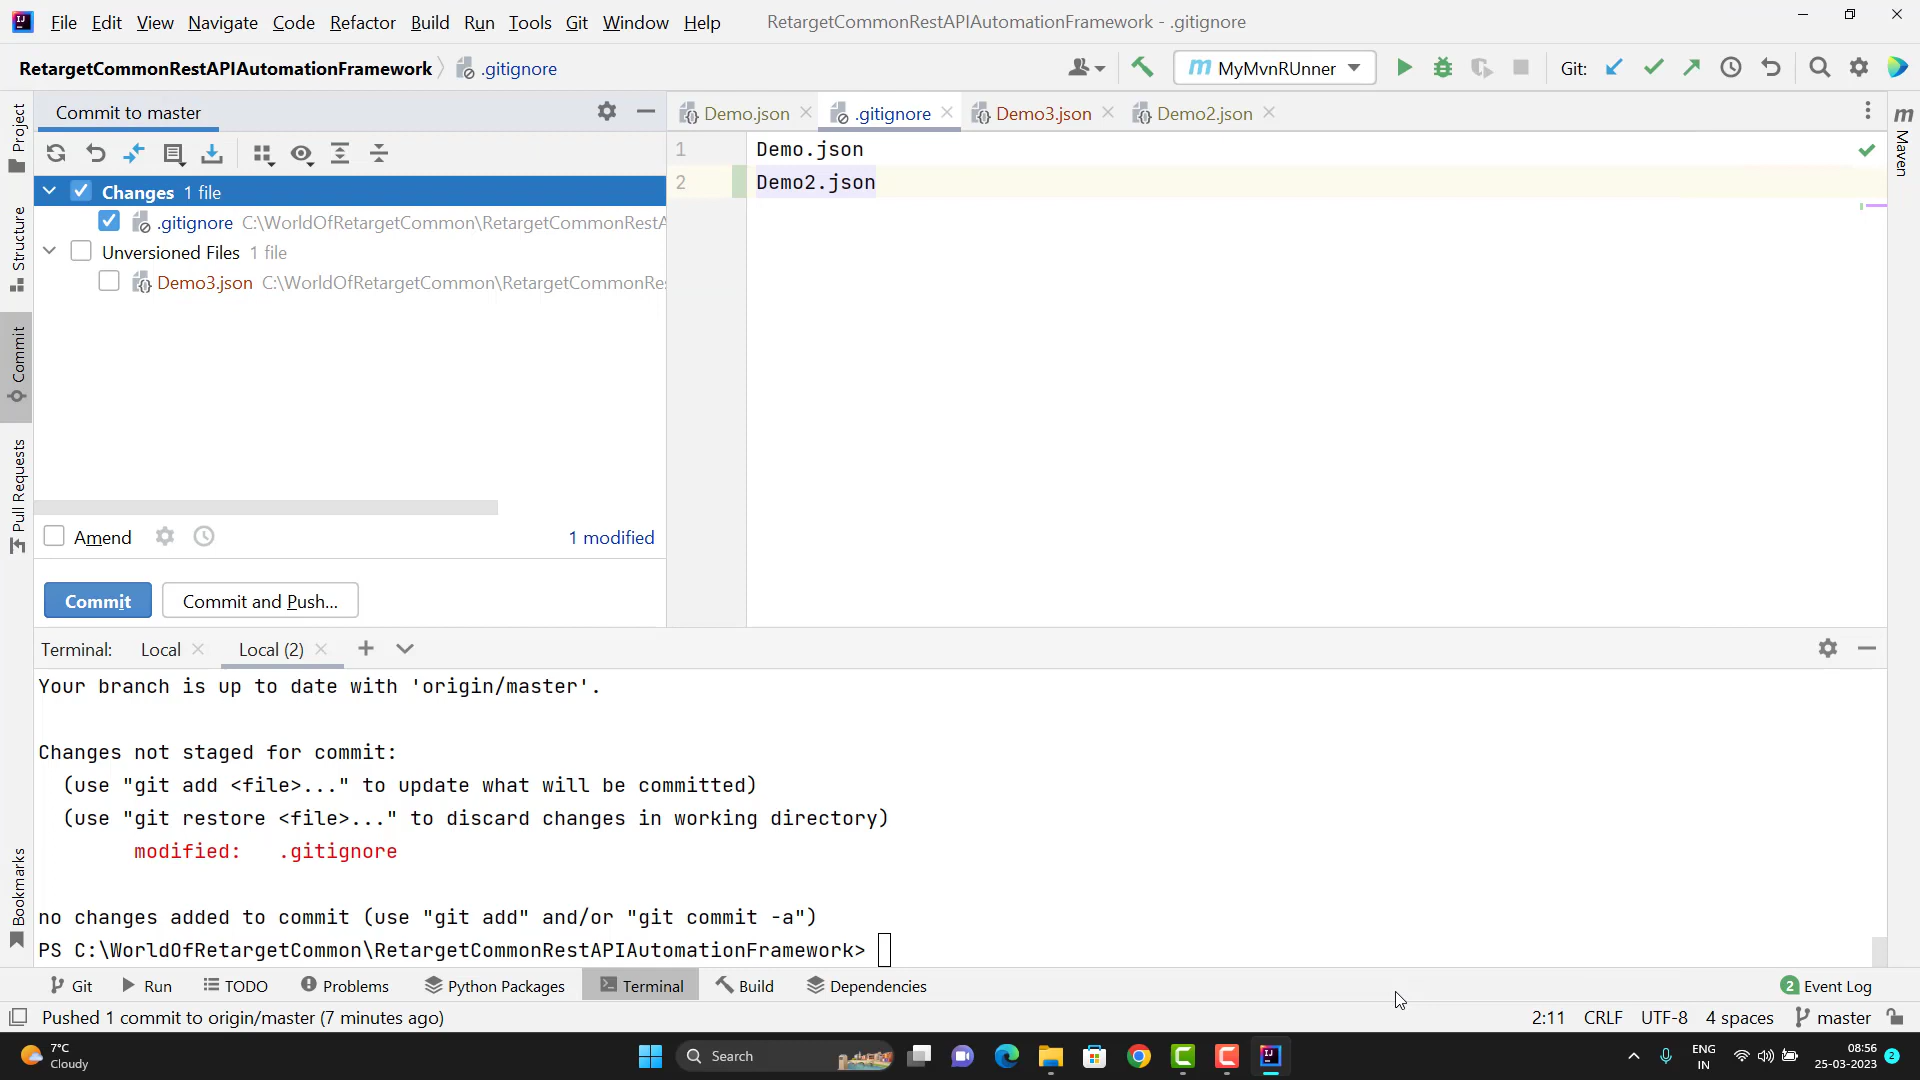 File Edit View Navigate Code Refactor Build Run Tools Git Window Help RetargetCommonRestAPIAutomationFramework - .gitignore
RetargetCommonRestAPIAutomationFramework .gitignore MyMvnRUnner Git:
Project
Structure
Commit
Pull Requests
Bookmarks
Commit to master
Changes 1 file
.gitignore C:\WorldOfRetargetCommon\RetargetCommonRestA
Unversioned Files 1 file
Demo3.json C:\WorldOfRetargetCommon\RetargetCommonRes
Amend 1 modified
Commit Commit and Push...
Demo.json .gitignore Demo3.json Demo2.json
1 Demo.json
2 Demo2.json
m Maven
Terminal: Local Local (2)
Your branch is up to date with 'origin/master'.
Changes not staged for commit:
(use "git add <file>..." to update what will be committed)
(use "git restore <file>..." to discard changes in working directory)
modified: .gitignore
no changes added to commit (use "git add" and/or "git commit -a")
PS C:\WorldOfRetargetCommon\RetargetCommonRestAPIAutomationFramework>
Git Run TODO Problems Python Packages Terminal Build Dependencies 2 Event Log
Pushed 1 commit to origin/master (7 minutes ago) 2:11 CRLF UTF-8 4 spaces master
7°C
Cloudy
Search
ENG
IN
08:56
25-03-2023
2